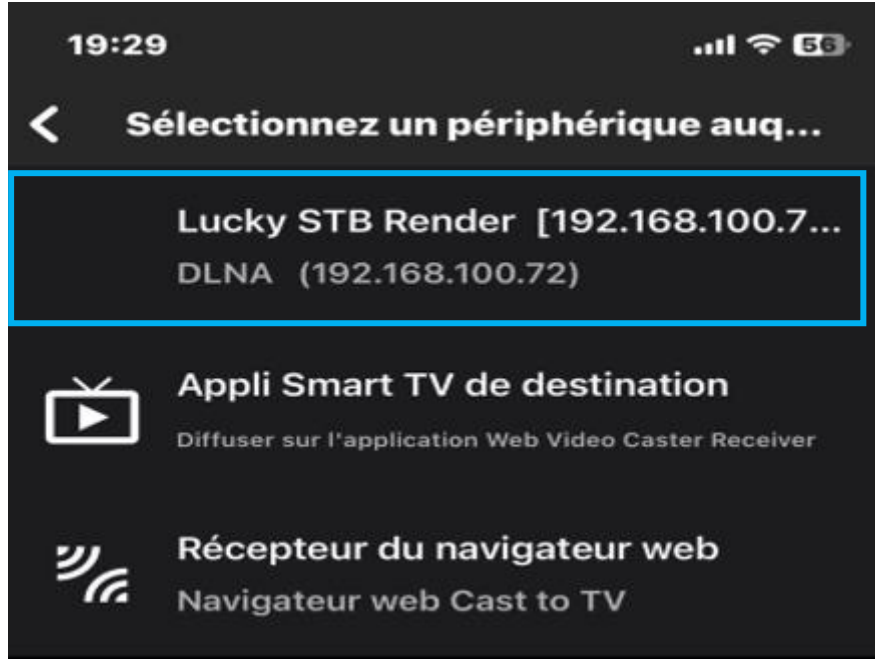 19:29
56
Sélectionnez un périphérique auq...
Lucky STB Render [192.168.100.7...
DLNA (192.168.100.72)
Appli Smart TV de destination
Diffuser sur l'application Web Video Caster Receiver
Récepteur du navigateur web
Navigateur web Cast to TV